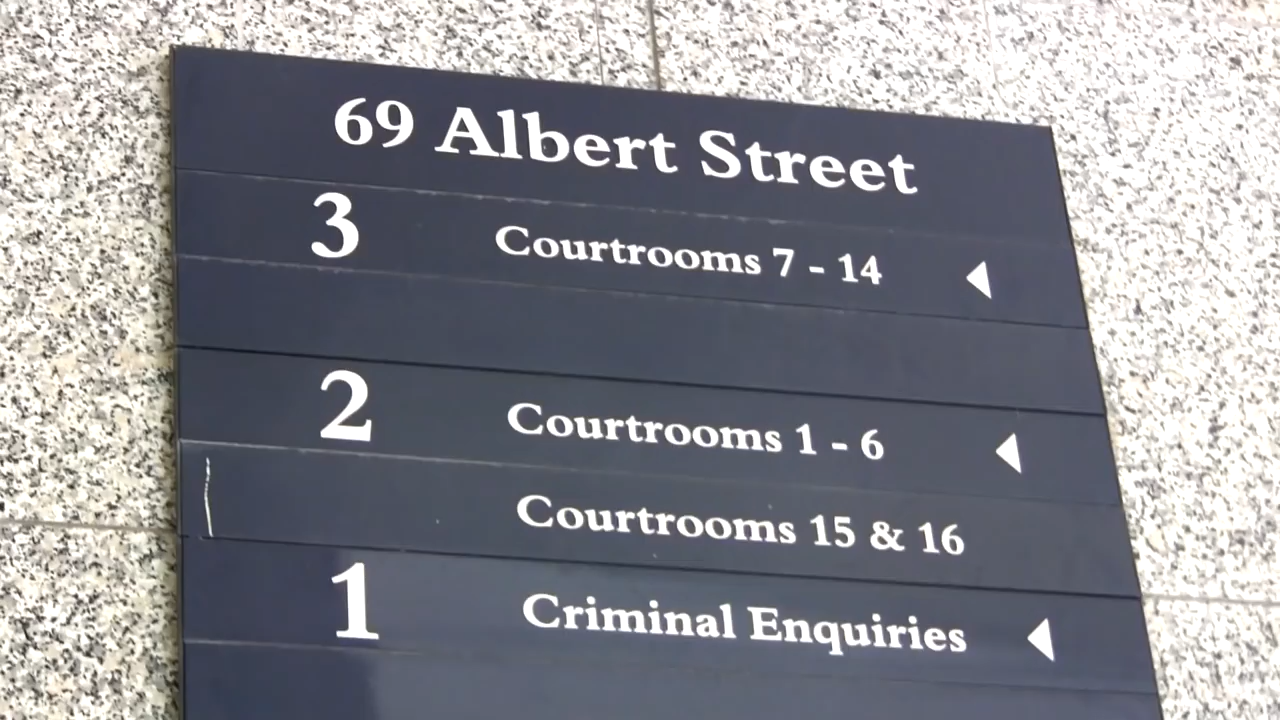 69 Albert Street
3 Courtrooms 7 - 14
2 Courtrooms 1 - 6
Courtrooms 15 & 16
1 Criminal Enquiries